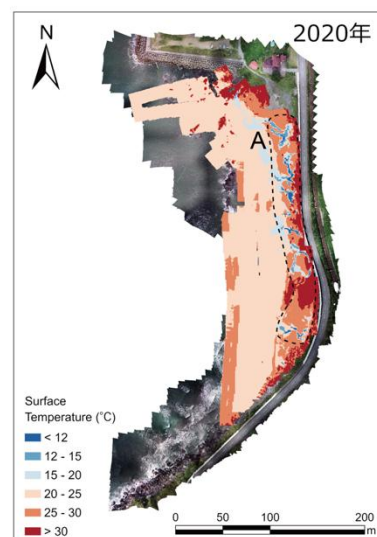 2020年
N
A
Surface
Temperature (°C)
< 12
12 - 15
15 - 20
20 - 25
25 - 30
> 30
0 50 100 200
m